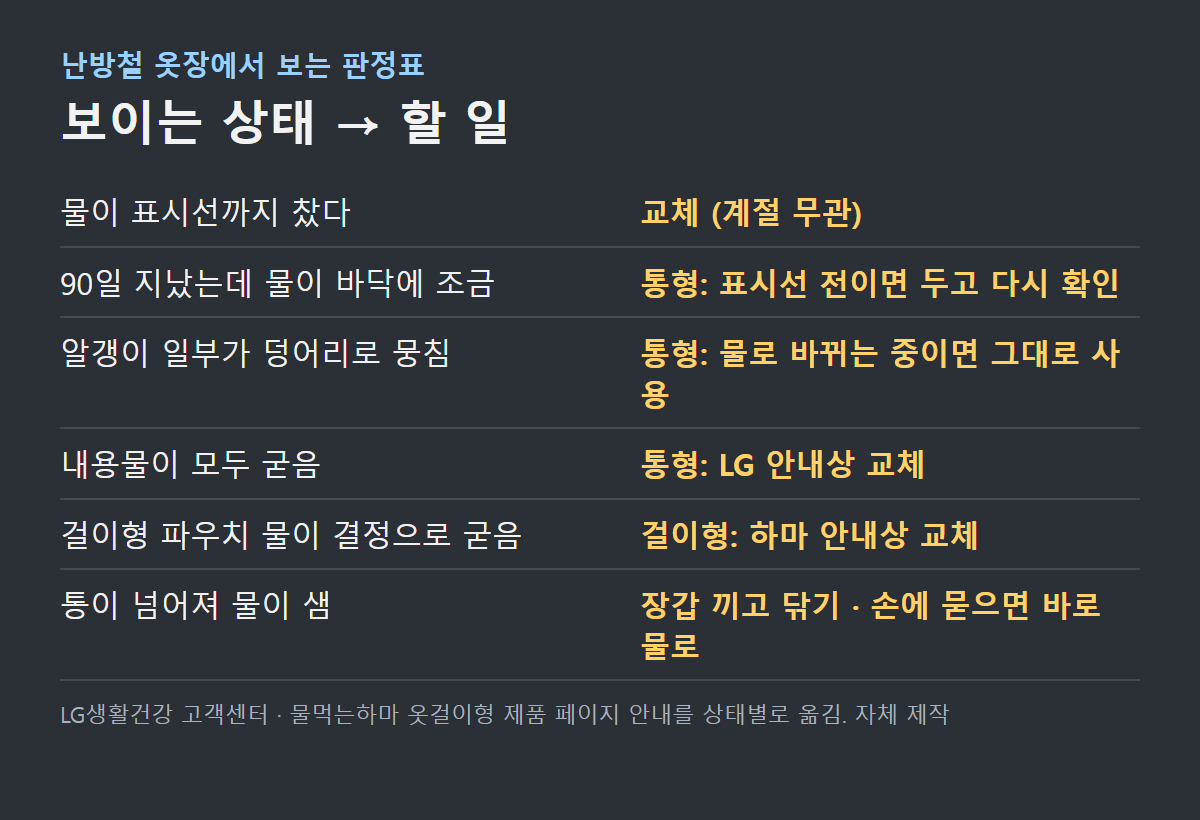 난방철 옷장에서 보는 판정표
보이는 상태 → 할 일
물이 표시선까지 찼다
교체 (계절 무관)
90일 지났는데 물이 바닥에 조금
통형: 표시선 전이면 두고 다시 확인
알갱이 일부가 덩어리로 뭉침
통형: 물로 바뀌는 중이면 그대로 사
용
내용물이 모두 굳음
통형: LG 안내상 교체
걸이형 파우치 물이 결정으로 굳음
걸이형: 하마 안내상 교체
통이 넘어져 물이 샘
장갑 끼고 닦기 · 손에 묻으면 바로
물로
LG생활건강 고객센터 · 물먹는하마 옷걸이형 제품 페이지 안내를 상태별로 옮김. 자체 제작